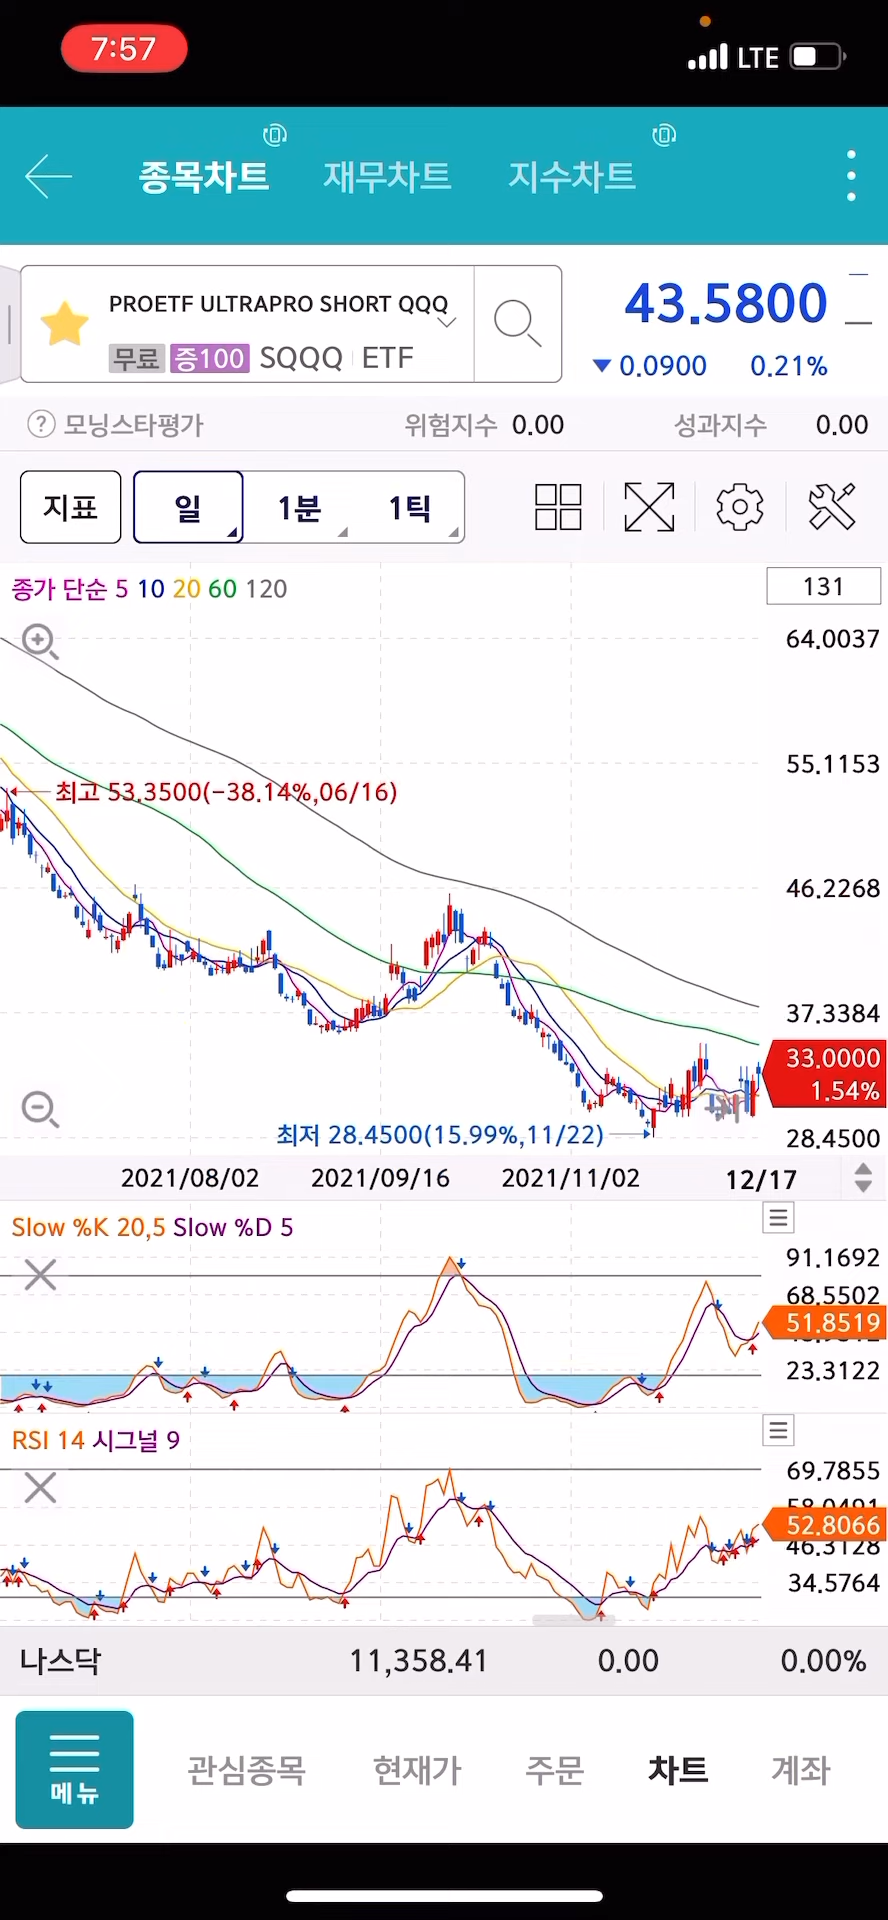 7:57
LTE
종목차트 재무차트 지수차트
PROETF ULTRAPRO SHORT QQQ
무료 증100 SQQQ ETF
43.5800
▼ 0.0900 0.21%
? 모닝스타평가 위험지수 0.00 성과지수 0.00
지표 일 1분 1틱
종가 단순 5 10 20 60 120
131
64.0037
55.1153
최고 53.3500(-38.14%,06/16)
46.2268
37.3384
33.0000
1.54%
최저 28.4500(15.99%,11/22)
28.4500
2021/08/02 2021/09/16 2021/11/02 12/17
Slow %K 20,5 Slow %D 5
91.1692
68.5502
51.8519
23.3122
RSI 14 시그널 9
69.7855
58.0491
52.8066
46.3128
34.5764
나스닥 11,358.41 0.00 0.00%
메뉴 관심종목 현재가 주문 차트 계좌